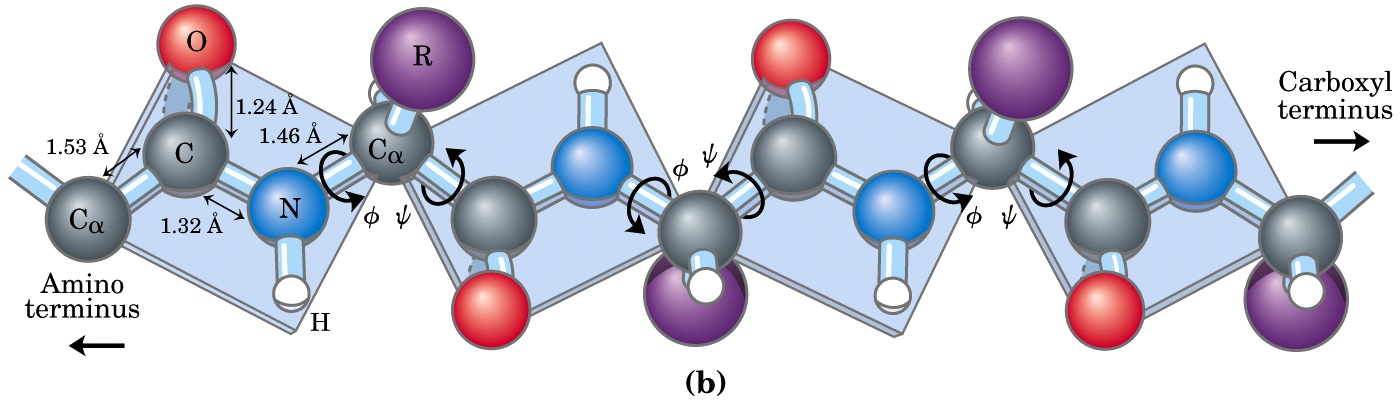 O
R
1.24 Å
1.46 Å
1.53 Å
C
Cα
Cα
N
1.32 Å
ϕ ψ
ϕ ψ
ϕ ψ
H
Amino
terminus
Carboxyl
terminus
(b)